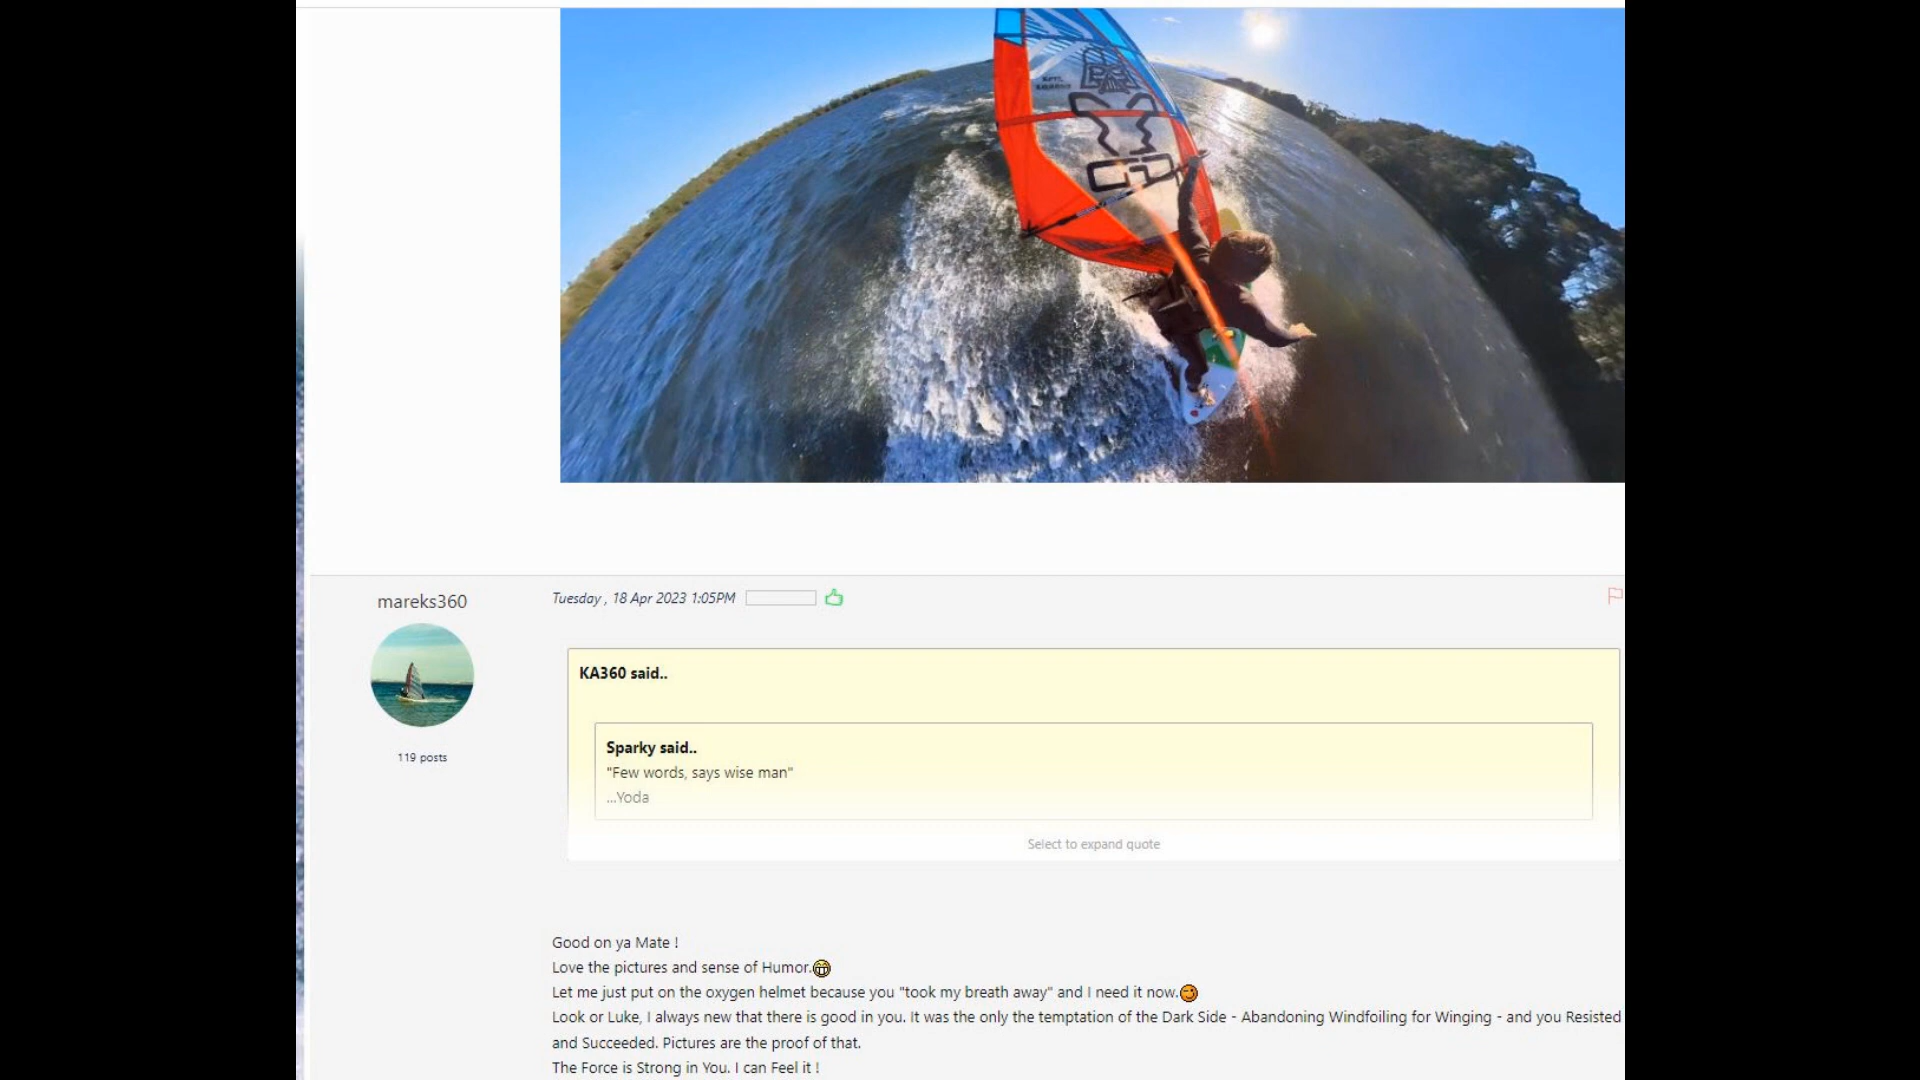 mareks360
119 posts
Tuesday , 18 Apr 2023 1:05PM
KA360 said..
Sparky said..
"Few words, says wise man"
...Yoda
Select to expand quote
Good on ya Mate !
Love the pictures and sense of Humor.
Let me just put on the oxygen helmet because you "took my breath away" and I need it now.
Look or Luke, I always new that there is good in you. It was the only the temptation of the Dark Side - Abandoning Windfoiling for Winging - and you Resisted
and Succeeded. Pictures are the proof of that.
The Force is Strong in You. I can Feel it !